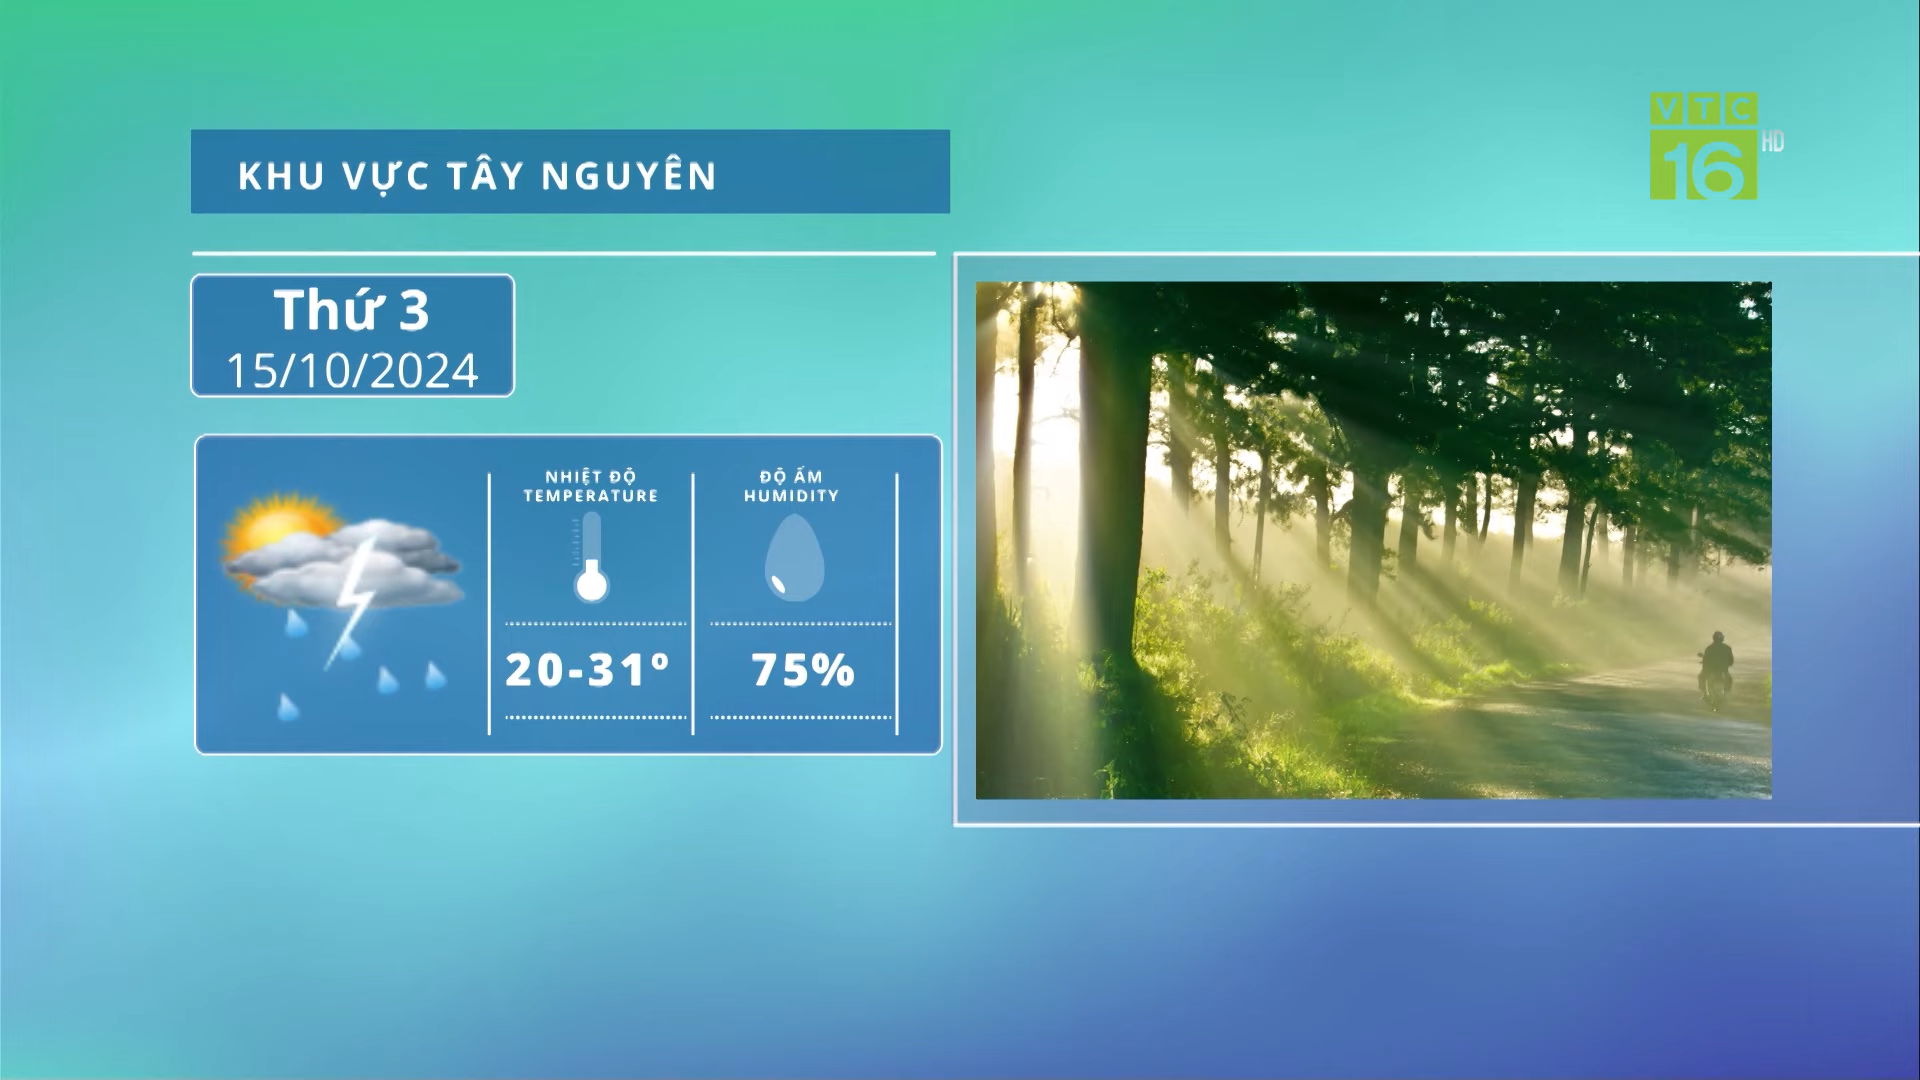 KHU VỰC TÂY NGUYÊN
VTC
16 HD
Thứ 3
15/10/2024
NHIỆT ĐỘ
TEMPERATURE
20-31º
ĐỘ ẨM
HUMIDITY
75%